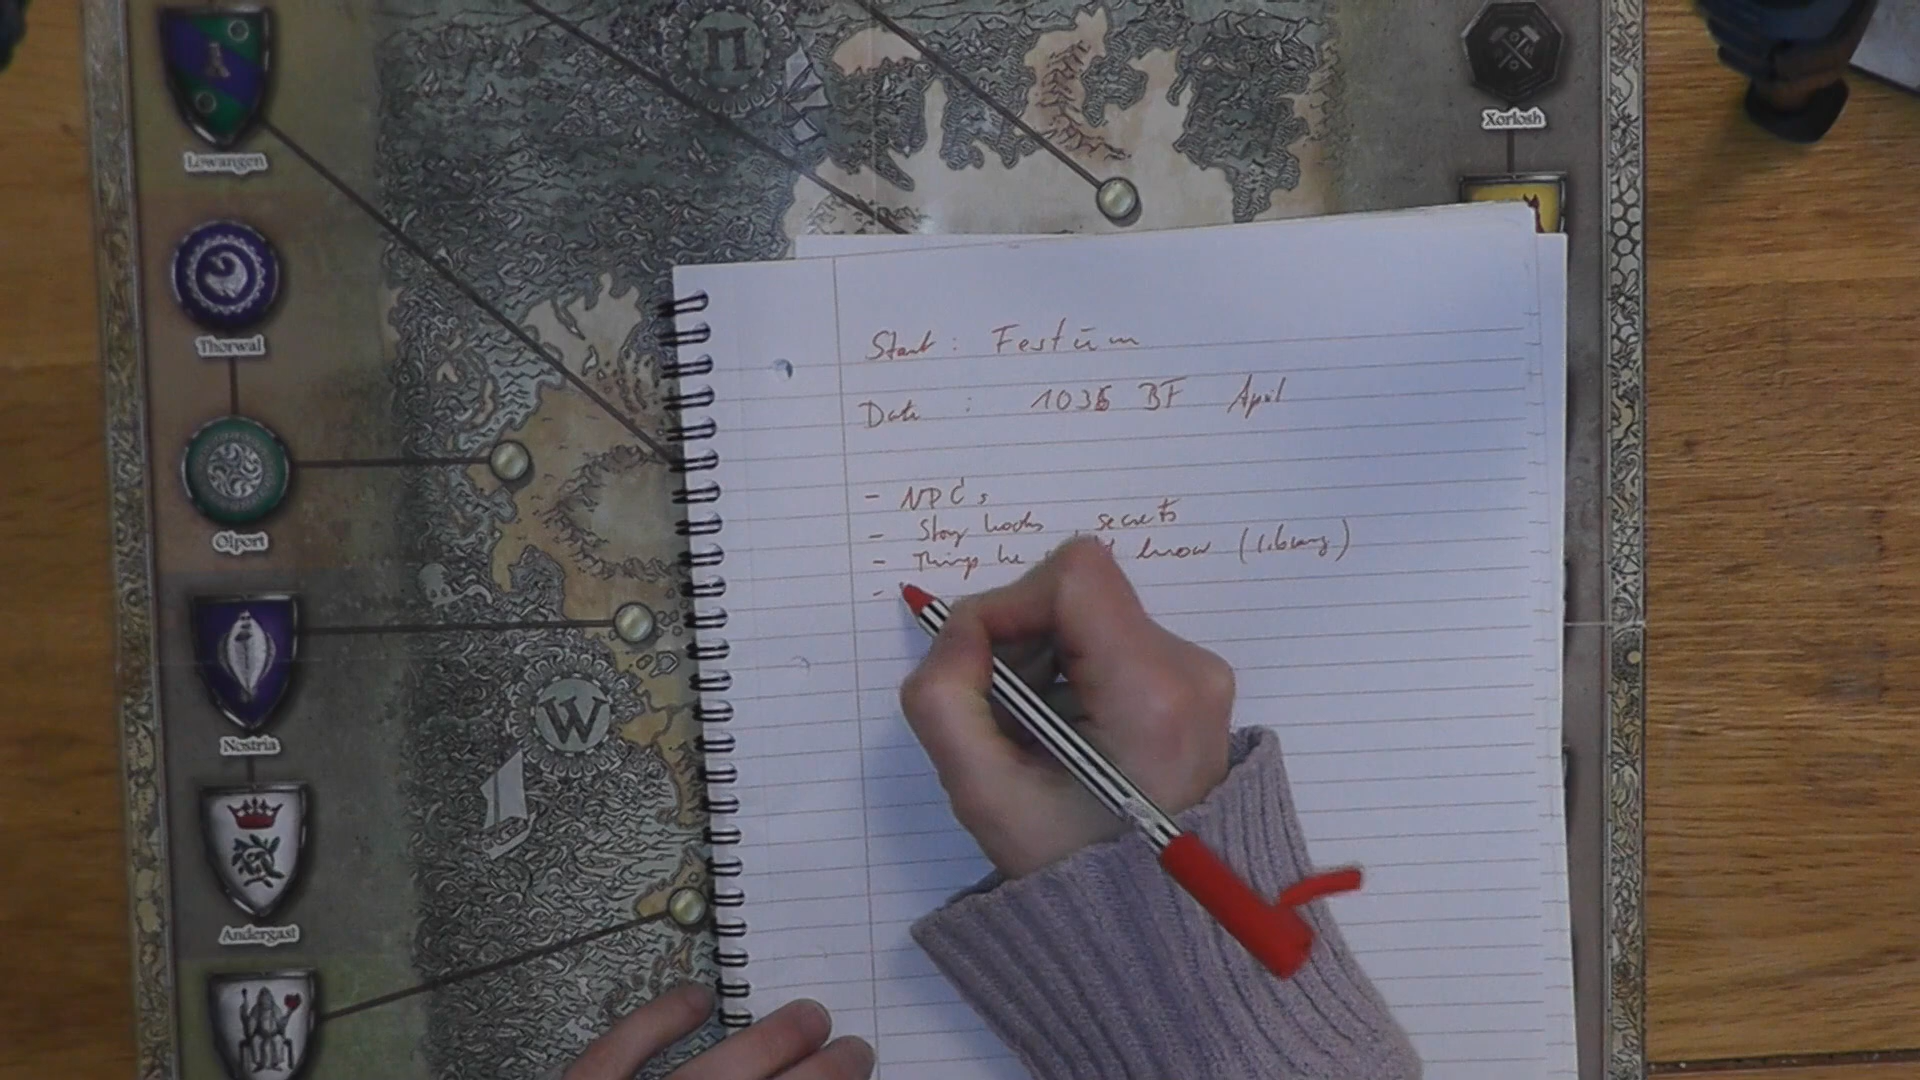 Lowangen
Thorwal
Olport
Nostria
Andergast
П
W
Xorlosh
Start : Festum
Date : 1036 BF April
- NPC's
- Story hooks, secrets
- Things he know (library)
-